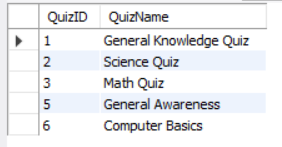 QuizID QuizName
1 General Knowledge Quiz
2 Science Quiz
3 Math Quiz
5 General Awareness
6 Computer Basics